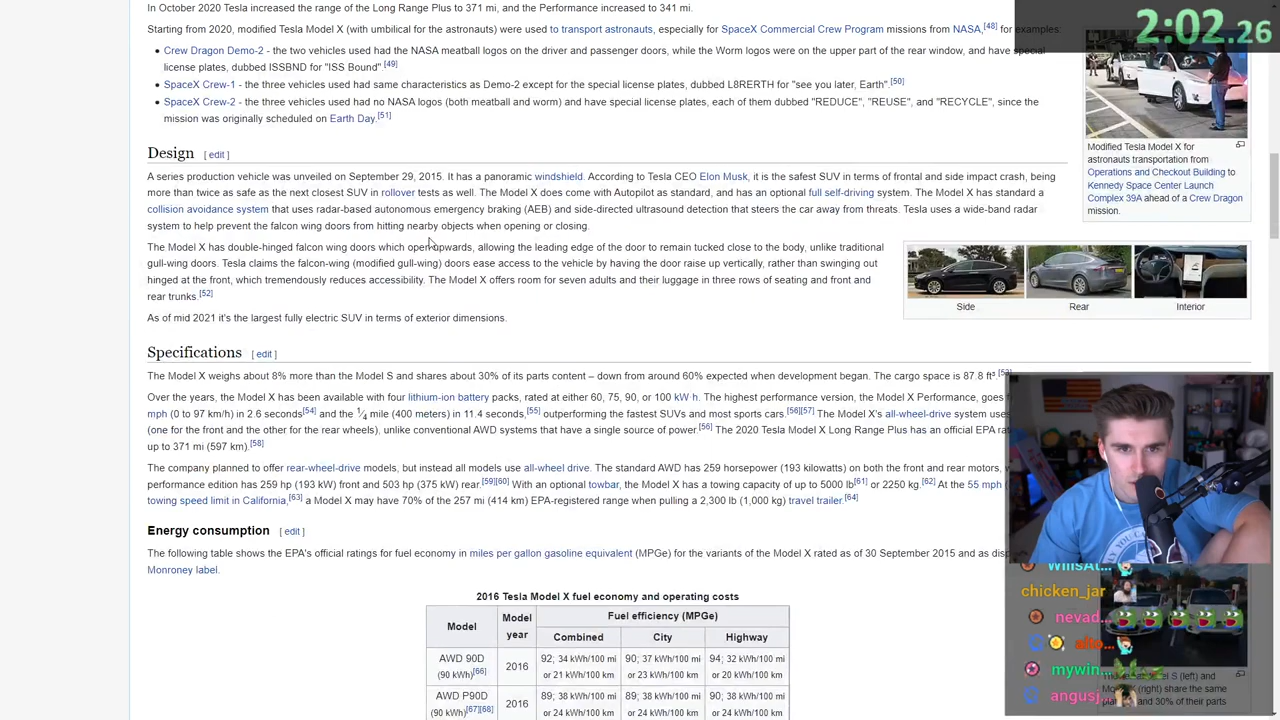 In October 2020 Tesla increased the range of the Long Range Plus to 371 mi, and the Performance increased to 341 mi.
2:02.26
Starting from 2020, modified Tesla Model X (with umbilical for the astronauts) were used to transport astronauts, especially for SpaceX Commercial Crew Program missions from NASA,[48] for examples:
Crew Dragon Demo-2 - the two vehicles used had the NASA meatball logos on the driver and passenger doors, while the Worm logos were on the upper part of the rear window, and have special
license plates, dubbed ISSBND for "ISS Bound".[49]
SpaceX Crew-1 - the three vehicles used had same characteristics as Demo-2 except for the special license plates, dubbed L8RERTH for "see you later, Earth".[50]
SpaceX Crew-2 - the three vehicles used had no NASA logos (both meatball and worm) and have special license plates, each of them dubbed "REDUCE", "REUSE", and "RECYCLE", since the
mission was originally scheduled on Earth Day.[51]
Modified Tesla Model X for
astronauts transportation from
Operations and Checkout Building to
Kennedy Space Center Launch
Complex 39A ahead of a Crew Dragon
mission.
Design [ edit ]
A series production vehicle was unveiled on September 29, 2015. It has a panoramic windshield. According to Tesla CEO Elon Musk, it is the safest SUV in terms of frontal and side impact crash, being
more than twice as safe as the next closest SUV in rollover tests as well. The Model X does come with Autopilot as standard, and has an optional full self-driving system. The Model X has standard a
collision avoidance system that uses radar-based autonomous emergency braking (AEB) and side-directed ultrasound detection that steers the car away from threats. Tesla uses a wide-band radar
system to help prevent the falcon wing doors from hitting nearby objects when opening or closing.
The Model X has double-hinged falcon wing doors which open upwards, allowing the leading edge of the door to remain tucked close to the body, unlike traditional
gull-wing doors. Tesla claims the falcon-wing (modified gull-wing) doors ease access to the vehicle by having the door raise up vertically, rather than swinging out
hinged at the front, which tremendously reduces accessibility. The Model X offers room for seven adults and their luggage in three rows of seating and front and
rear trunks.[52]
Side Rear Interior
As of mid 2021 it's the largest fully electric SUV in terms of exterior dimensions.
Specifications [ edit ]
The Model X weighs about 8% more than the Model S and shares about 30% of its parts content – down from around 60% expected when development began. The cargo space is 87.8 ft³.
Over the years, the Model X has been available with four lithium-ion battery packs, rated at either 60, 75, 90, or 100 kW·h. The highest performance version, the Model X Performance, goes
mph (0 to 97 km/h) in 2.6 seconds[54] and the 1⁄4 mile (400 meters) in 11.4 seconds,[55] outperforming the fastest SUVs and most sports cars.[56][57] The Model X's all-wheel-drive system uses
(one for the front and the other for the rear wheels), unlike conventional AWD systems that have a single source of power.[56] The 2020 Tesla Model X Long Range Plus has an official EPA
up to 371 mi (597 km).[58]
The company planned to offer rear-wheel-drive models, but instead all models use all-wheel drive. The standard AWD has 259 horsepower (193 kilowatts) on both the front and rear motors,
performance edition has 259 hp (193 kW) front and 503 hp (375 kW) rear.[59][60] With an optional towbar, the Model X has a towing capacity of up to 5000 lb[61] or 2250 kg.[62] At the 55 mph
towing speed limit in California,[63] a Model X may have 70% of the 257 mi (414 km) EPA-registered range when pulling a 2,300 lb (1,000 kg) travel trailer.[64]
Energy consumption [ edit ]
The following table shows the EPA's official ratings for fuel economy in miles per gallon gasoline equivalent (MPGe) for the variants of the Model X rated as of 30 September 2015 and as
Monroney label.
2016 Tesla Model X fuel economy and operating costs
Model Model year Fuel efficiency (MPGe)
Combined City Highway
AWD 90D (90 kWh)[66] 2016 92; 34 kWh/100 mi or 21 kWh/100 km 90; 37 kWh/100 mi or 23 kWh/100 km 94; 32 kWh/100 mi or 20 kWh/100 km
AWD P90D (90 kWh)[67][68] 2016 89; 38 kWh/100 mi or 24 kWh/100 km 89; 38 kWh/100 mi or 24 kWh/100 km 90; 38 kWh/100 mi or 24 kWh/100 km
WillsAt...
chicken_jar
nevad...
alto...
mywin...
angusj...
(right) share the same
and 30% of their parts